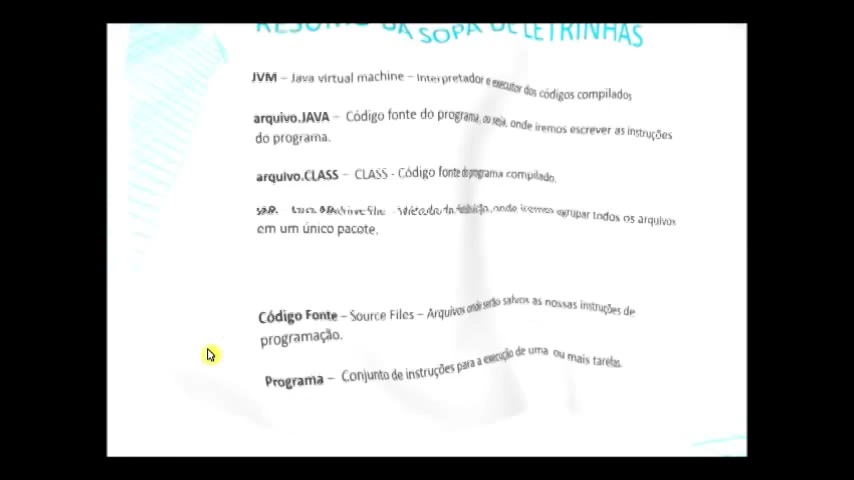 RESUMO DA SOPA DE LETRINHAS
JVM – Java virtual machine – Interpretador e executor dos códigos compilados
arquivo.JAVA – Código fonte do programa, ou seja, onde iremos escrever as instruções
do programa.
arquivo.CLASS – CLASS - Código fonte do programa compilado.
onde iremos agrupar todos os arquivos
em um único pacote.
Código Fonte – Source Files – Arquivos onde serão salvos as nossas instruções de
programação.
Programa – Conjunto de instruções para a execução de uma ou mais tarefas.